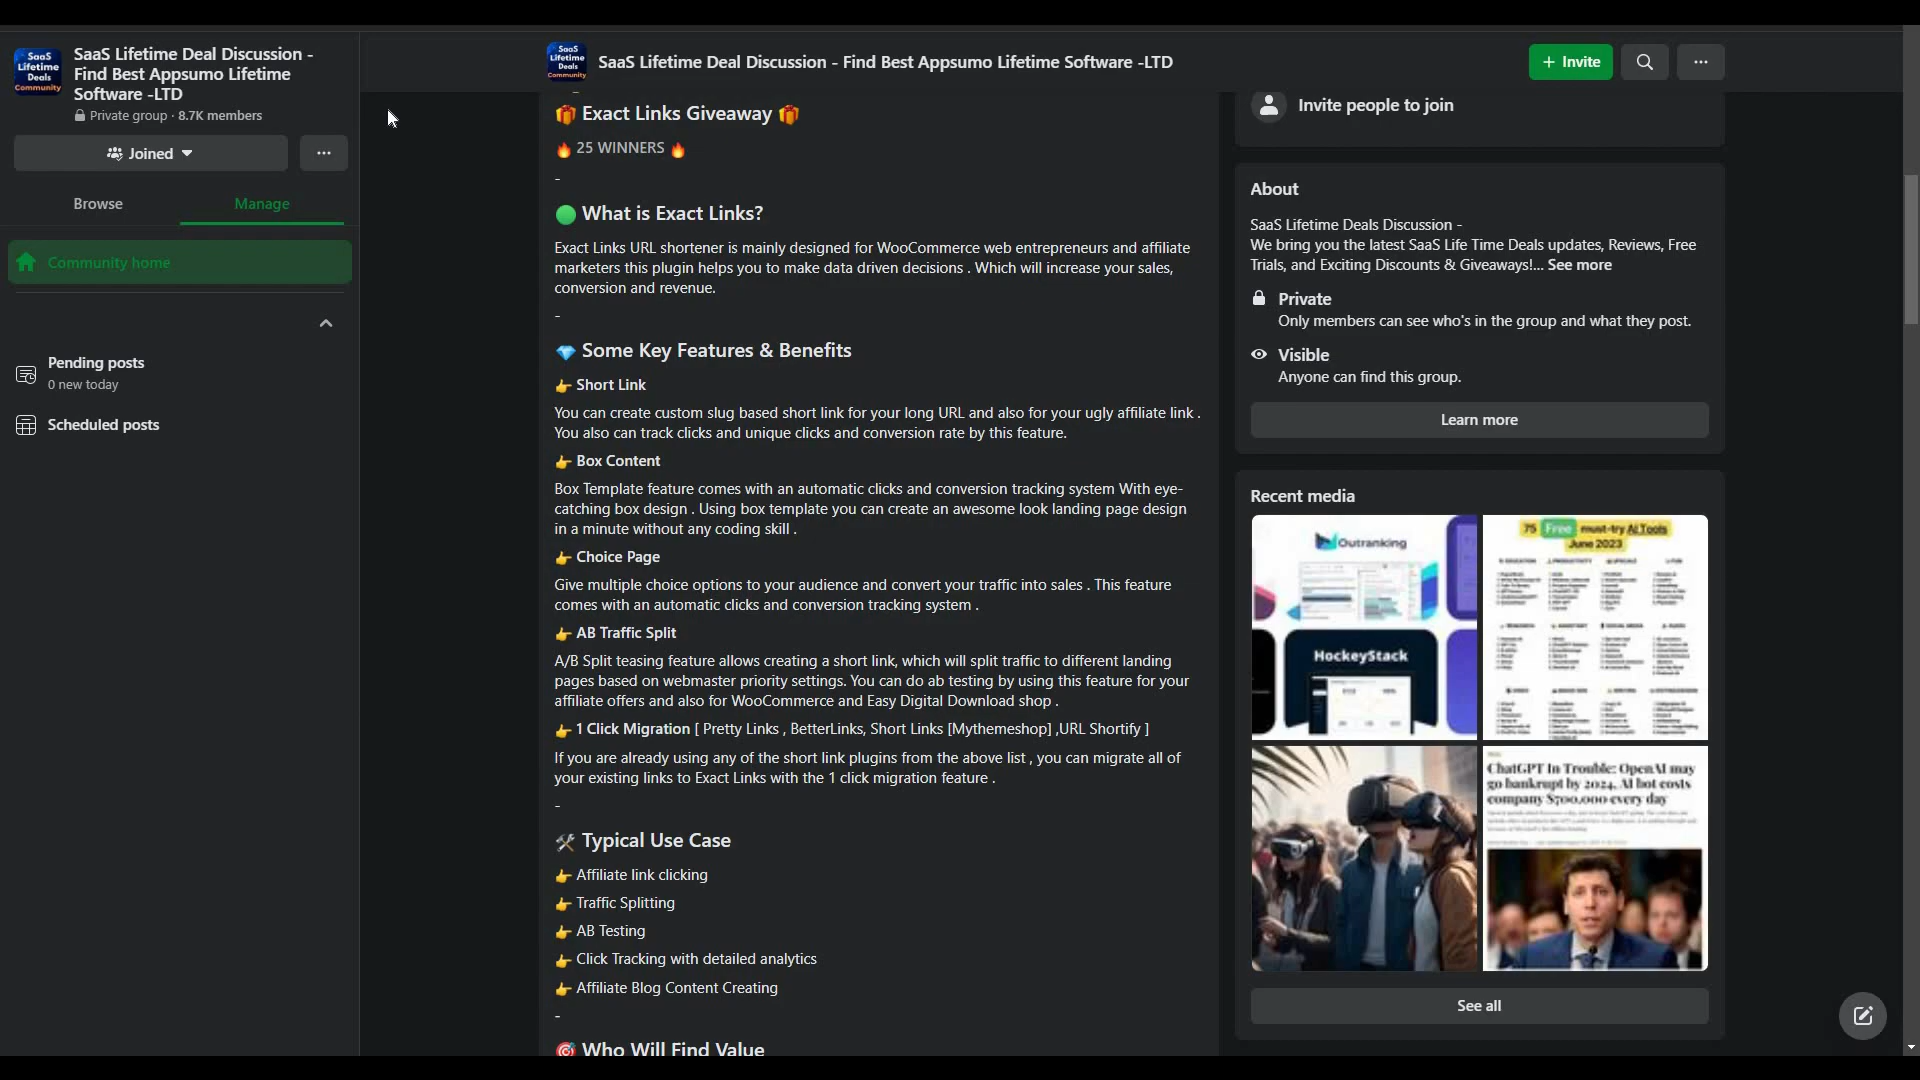 SaaS
Lifetime
Deals
Community
SaaS Lifetime Deal Discussion -
Find Best Appsumo Lifetime
Software -LTD
Private group · 8.7K members
Joined
Browse
Manage
Community home
Pending posts
0 new today
Scheduled posts
SaaS
Lifetime
Deals
Community
SaaS Lifetime Deal Discussion - Find Best Appsumo Lifetime Software -LTD
+ Invite
🎁 Exact Links Giveaway 🎁
🔥 25 WINNERS 🔥
-
🟢 What is Exact Links?
Exact Links URL shortener is mainly designed for WooCommerce web entrepreneurs and affiliate
marketers this plugin helps you to make data driven decisions . Which will increase your sales,
conversion and revenue.
-
💎 Some Key Features & Benefits
👉 Short Link
You can create custom slug based short link for your long URL and also for your ugly affiliate link .
You also can track clicks and unique clicks and conversion rate by this feature.
👉 Box Content
Box Template feature comes with an automatic clicks and conversion tracking system With eye-
catching box design . Using box template you can create an awesome look landing page design
in a minute without any coding skill .
👉 Choice Page
Give multiple choice options to your audience and convert your traffic into sales . This feature
comes with an automatic clicks and conversion tracking system .
👉 AB Traffic Split
A/B Split teasing feature allows creating a short link, which will split traffic to different landing
pages based on webmaster priority settings. You can do ab testing by using this feature for your
affiliate offers and also for WooCommerce and Easy Digital Download shop .
👉 1 Click Migration [ Pretty Links , BetterLinks, Short Links [Mythemeshop] ,URL Shortify ]
If you are already using any of the short link plugins from the above list , you can migrate all of
your existing links to Exact Links with the 1 click migration feature .
-
🛠 Typical Use Case
👉 Affiliate link clicking
👉 Traffic Splitting
👉 AB Testing
👉 Click Tracking with detailed analytics
👉 Affiliate Blog Content Creating
-
🎯 Who Will Find Value
Invite people to join
About
SaaS Lifetime Deals Discussion -
We bring you the latest SaaS Life Time Deals updates, Reviews, Free
Trials, and Exciting Discounts & Giveaways!... See more
Private
Only members can see who's in the group and what they post.
Visible
Anyone can find this group.
Learn more
Recent media
Outranking
HockeyStack
75 Free must-try AI Tools
June 2023
ChatGPT In Trouble: OpenAI may
go bankrupt by 2024, AI bot costs
company $700,000 every day
See all